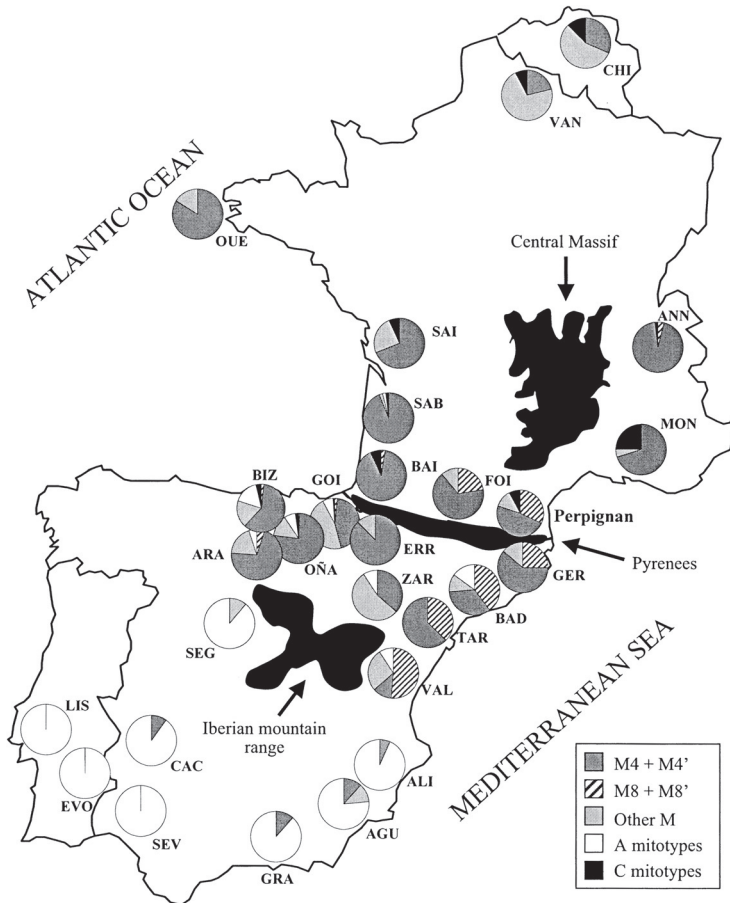 CHI
VAN
ATLANTIC OCEAN
OUE
Central Massif
ANN
SAI
SAB
MON
BAI
BIZ
GOI
FOI
Perpignan
ARA
OÑA
ERR
Pyrenees
GER
ZAR
BAD
SEG
TAR
VAL
MEDITERRANEAN SEA
LIS
Iberian mountain
range
CAC
ALI
EVO
SEV
AGU
GRA
M4 + M4’
M8 + M8’
Other M
A mitotypes
C mitotypes